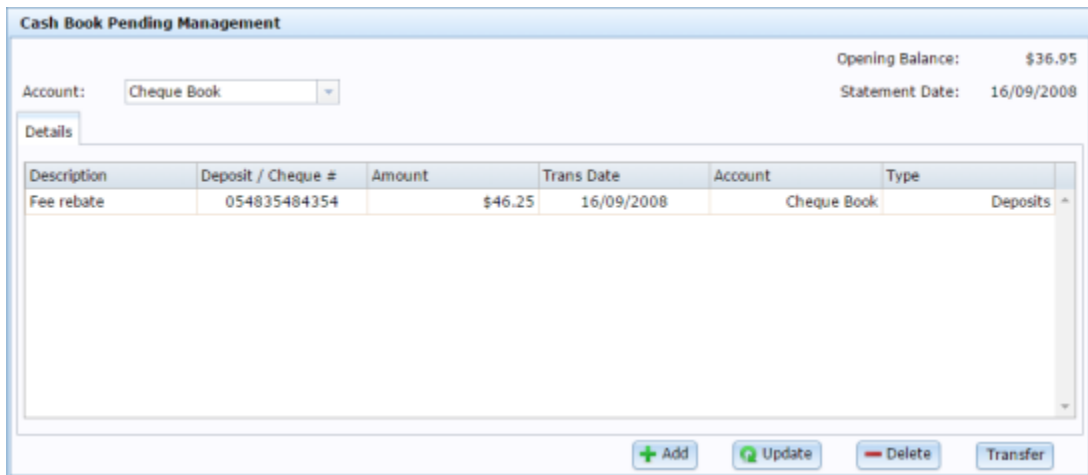 Cash Book Pending Management
Opening Balance: $36.95
Account: Cheque Book Statement Date: 16/09/2008
Details
Description Deposit / Cheque # Amount Trans Date Account Type
Fee rebate 054835484354 $46.25 16/09/2008 Cheque Book Deposits
Add Update Delete Transfer